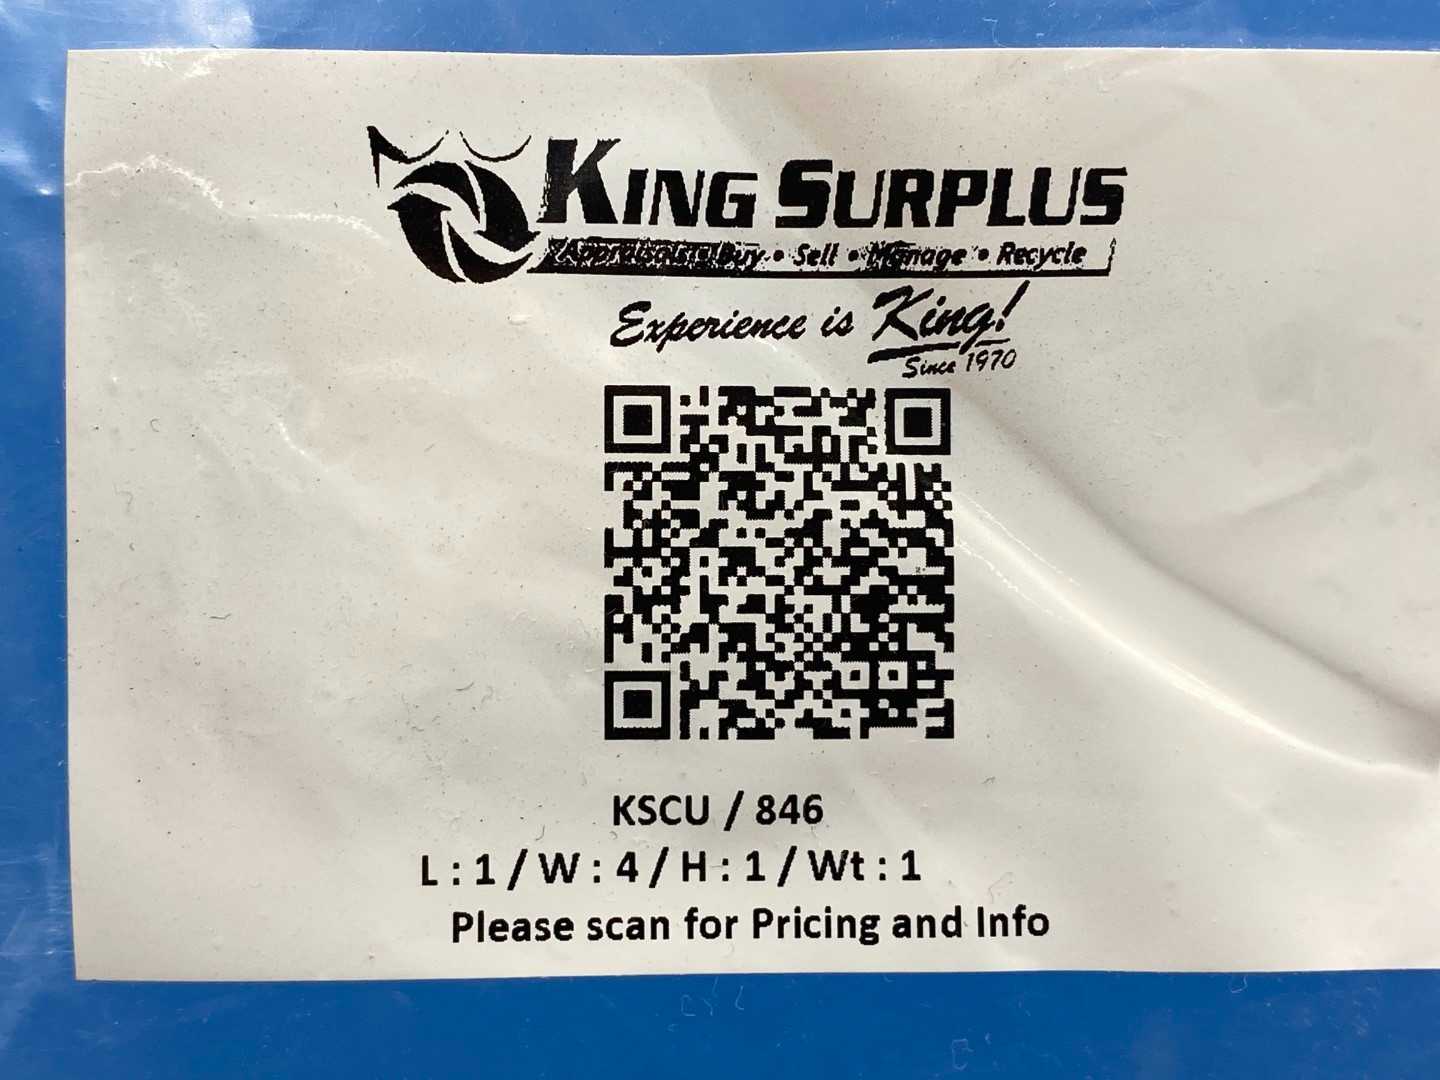 KING SURPLUS
Appraisals • Buy • Sell • Manage • Recycle
Experience is King!
Since 1970
KSCU / 846
L : 1 / W : 4 / H : 1 / Wt : 1
Please scan for Pricing and Info